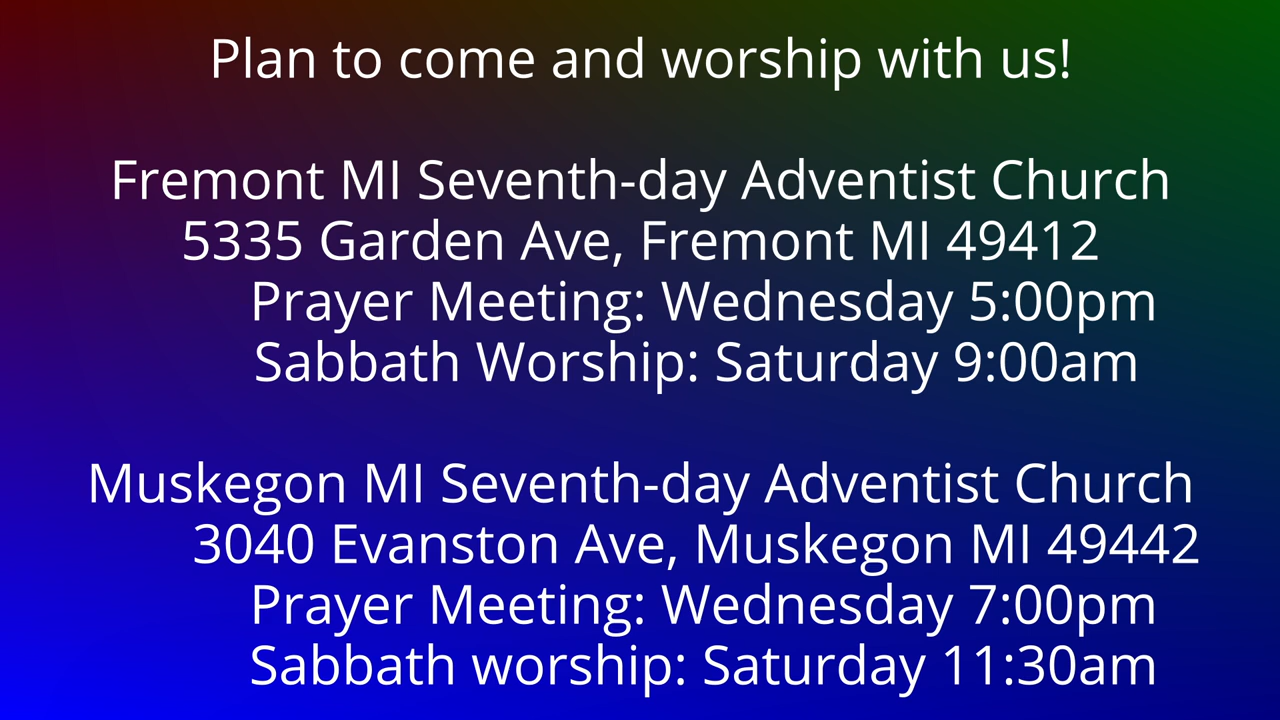 Plan to come and worship with us!
Fremont MI Seventh-day Adventist Church
5335 Garden Ave, Fremont MI 49412
Prayer Meeting: Wednesday 5:00pm
Sabbath Worship: Saturday 9:00am
Muskegon MI Seventh-day Adventist Church
3040 Evanston Ave, Muskegon MI 49442
Prayer Meeting: Wednesday 7:00pm
Sabbath worship: Saturday 11:30am